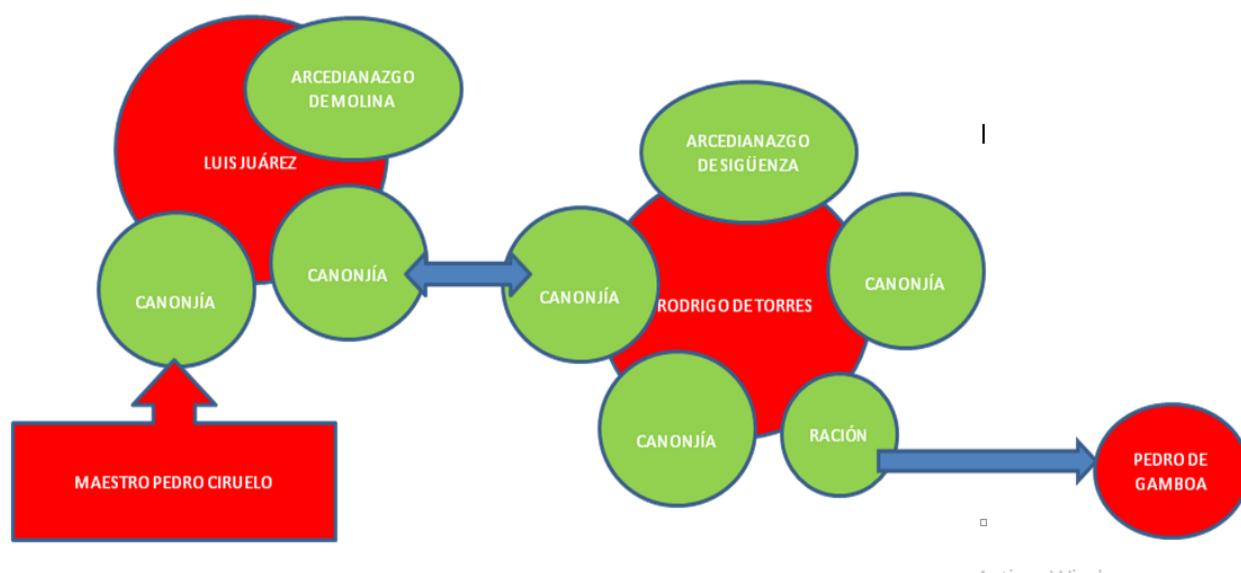 ARCEDIANAZGO
DE MOLINA
LUIS JUÁREZ
CANONJÍA
CANONJÍA
MAESTRO PEDRO CIRUELO
ARCEDIANAZGO
DE SIGÜENZA
CANONJÍA
RODRIGO DE TORRES
CANONJÍA
CANONJÍA
RACIÓN
PEDRO DE
GAMBOA